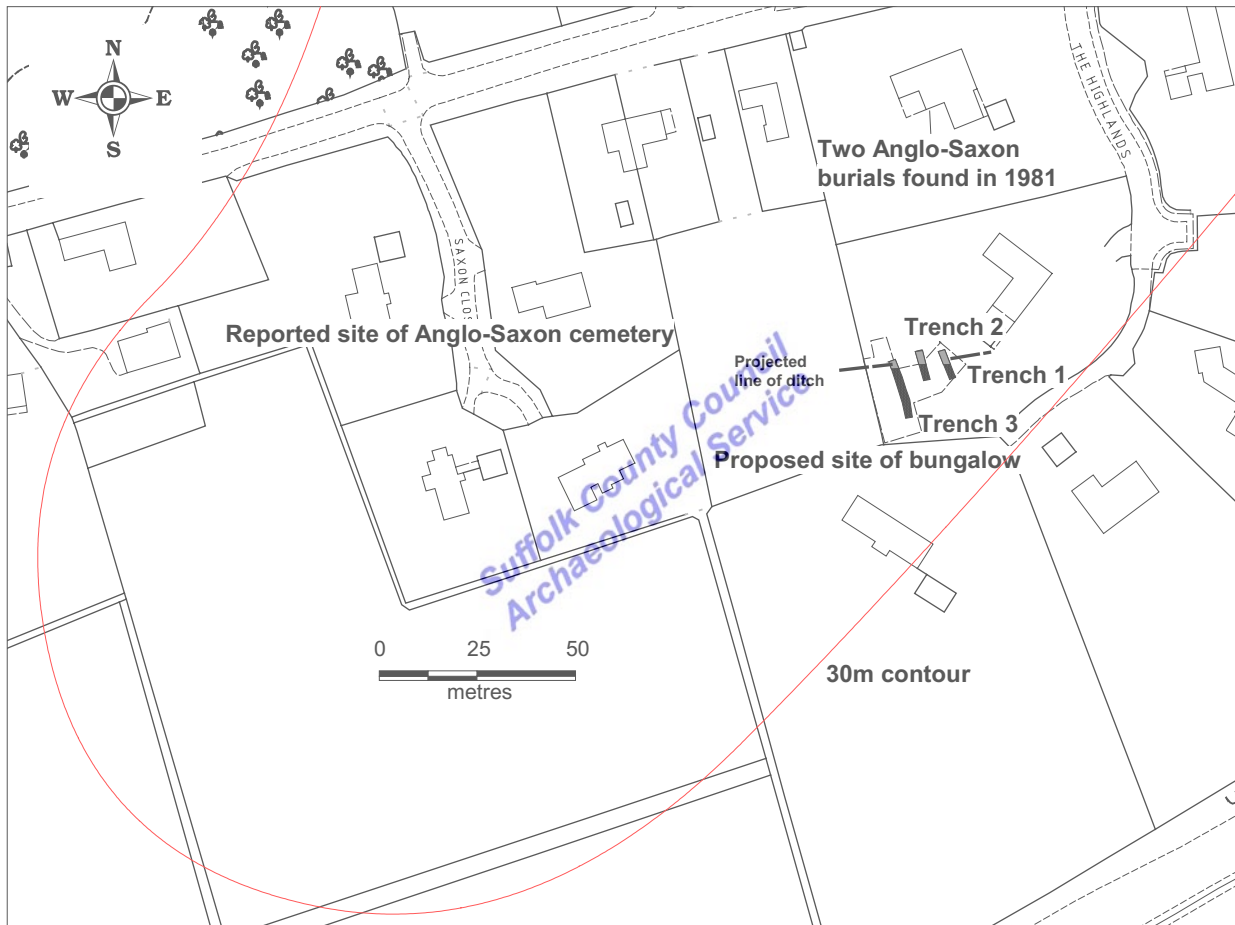 N
W E
S
THE HIGHLANDS
Two Anglo-Saxon
burials found in 1981
SAXON CLOS
Reported site of Anglo-Saxon cemetery
Trench 2
Projected
line of ditch
Trench 1
Trench 3
Proposed site of bungalow
Suffolk County Council
Archaeological Service
0 25 50
metres
30m contour